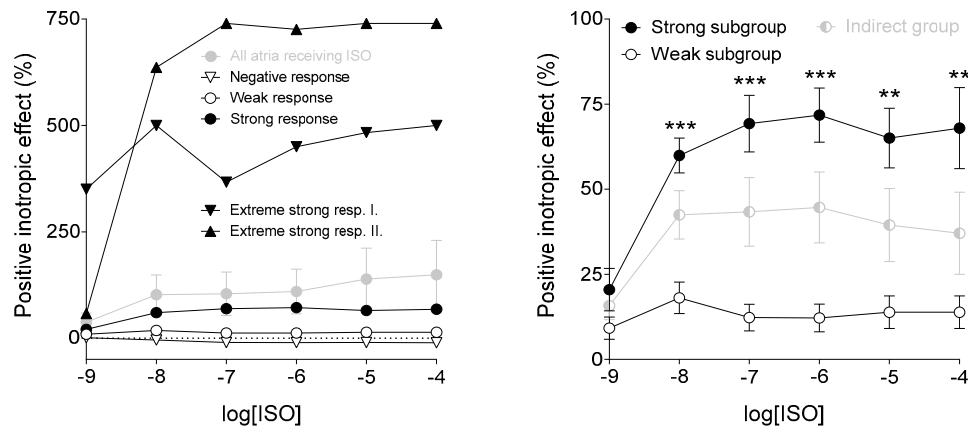 Positive inotropic effect (%)
750
500
250
0
All atria receiving ISO
Negative response
Weak response
Strong response
Extreme strong resp. I.
Extreme strong resp. II.
-9 -8 -7 -6 -5 -4
log[ISO]
Positive inotropic effect (%)
100
75
50
25
0
Strong subgroup
Weak subgroup
Indirect group
*** *** *** ** **
-9 -8 -7 -6 -5 -4
log[ISO]